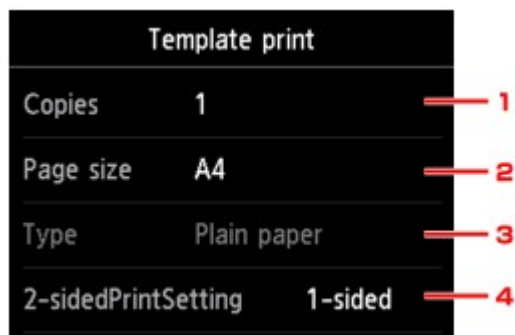 Template print
Copies 1 1
Page size A4 2
Type Plain paper 3
2-sidedPrintSetting 1-sided 4